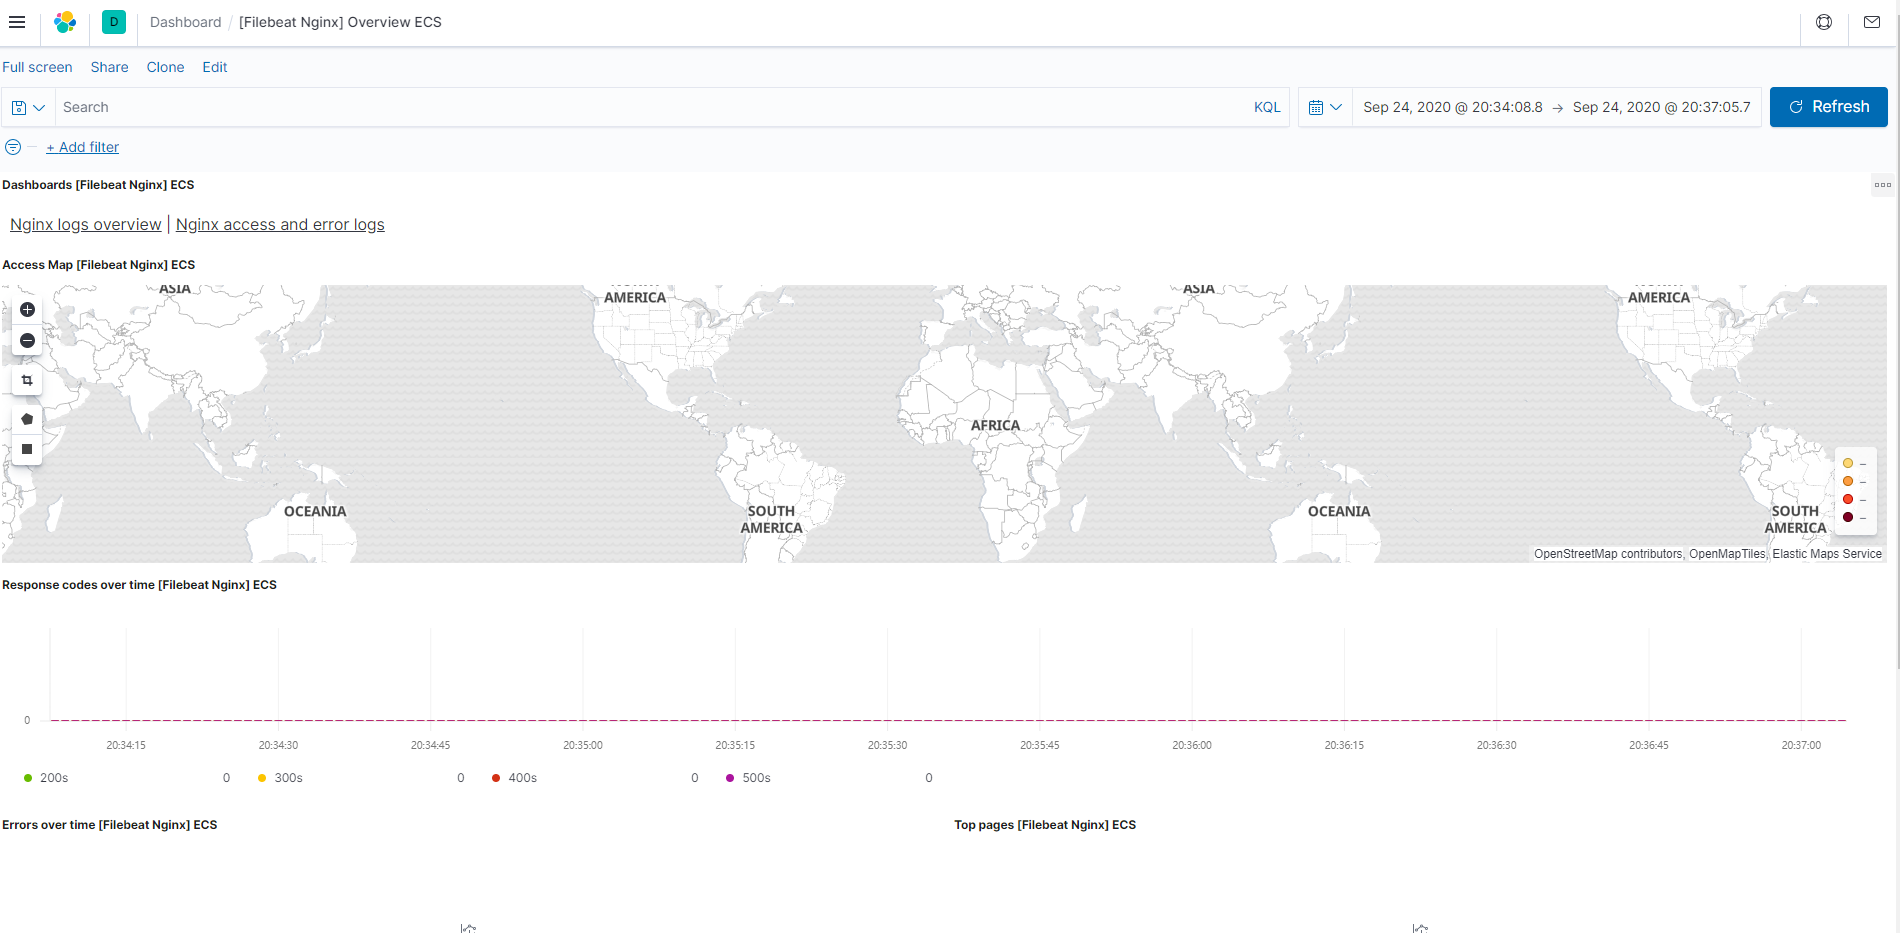 D Dashboard / [Filebeat Nginx] Overview ECS
Full screen Share Clone Edit
Search KQL Sep 24, 2020 @ 20:34:08.8 → Sep 24, 2020 @ 20:37:05.7 Refresh
+ Add filter
Dashboards [Filebeat Nginx] ECS
Nginx logs overview | Nginx access and error logs
Access Map [Filebeat Nginx] ECS
ASIA
AMERICA
ASIA
AMERICA
AFRICA
OCEANIA
SOUTH
AMERICA
OCEANIA
SOUTH
AMERICA
–
–
–
–
OpenStreetMap contributors, OpenMapTiles, Elastic Maps Service
Response codes over time [Filebeat Nginx] ECS
0
20:34:15 20:34:30 20:34:45 20:35:00 20:35:15 20:35:30 20:35:45 20:36:00 20:36:15 20:36:30 20:36:45 20:37:00
200s 0 300s 0 400s 0 500s 0
Errors over time [Filebeat Nginx] ECS Top pages [Filebeat Nginx] ECS